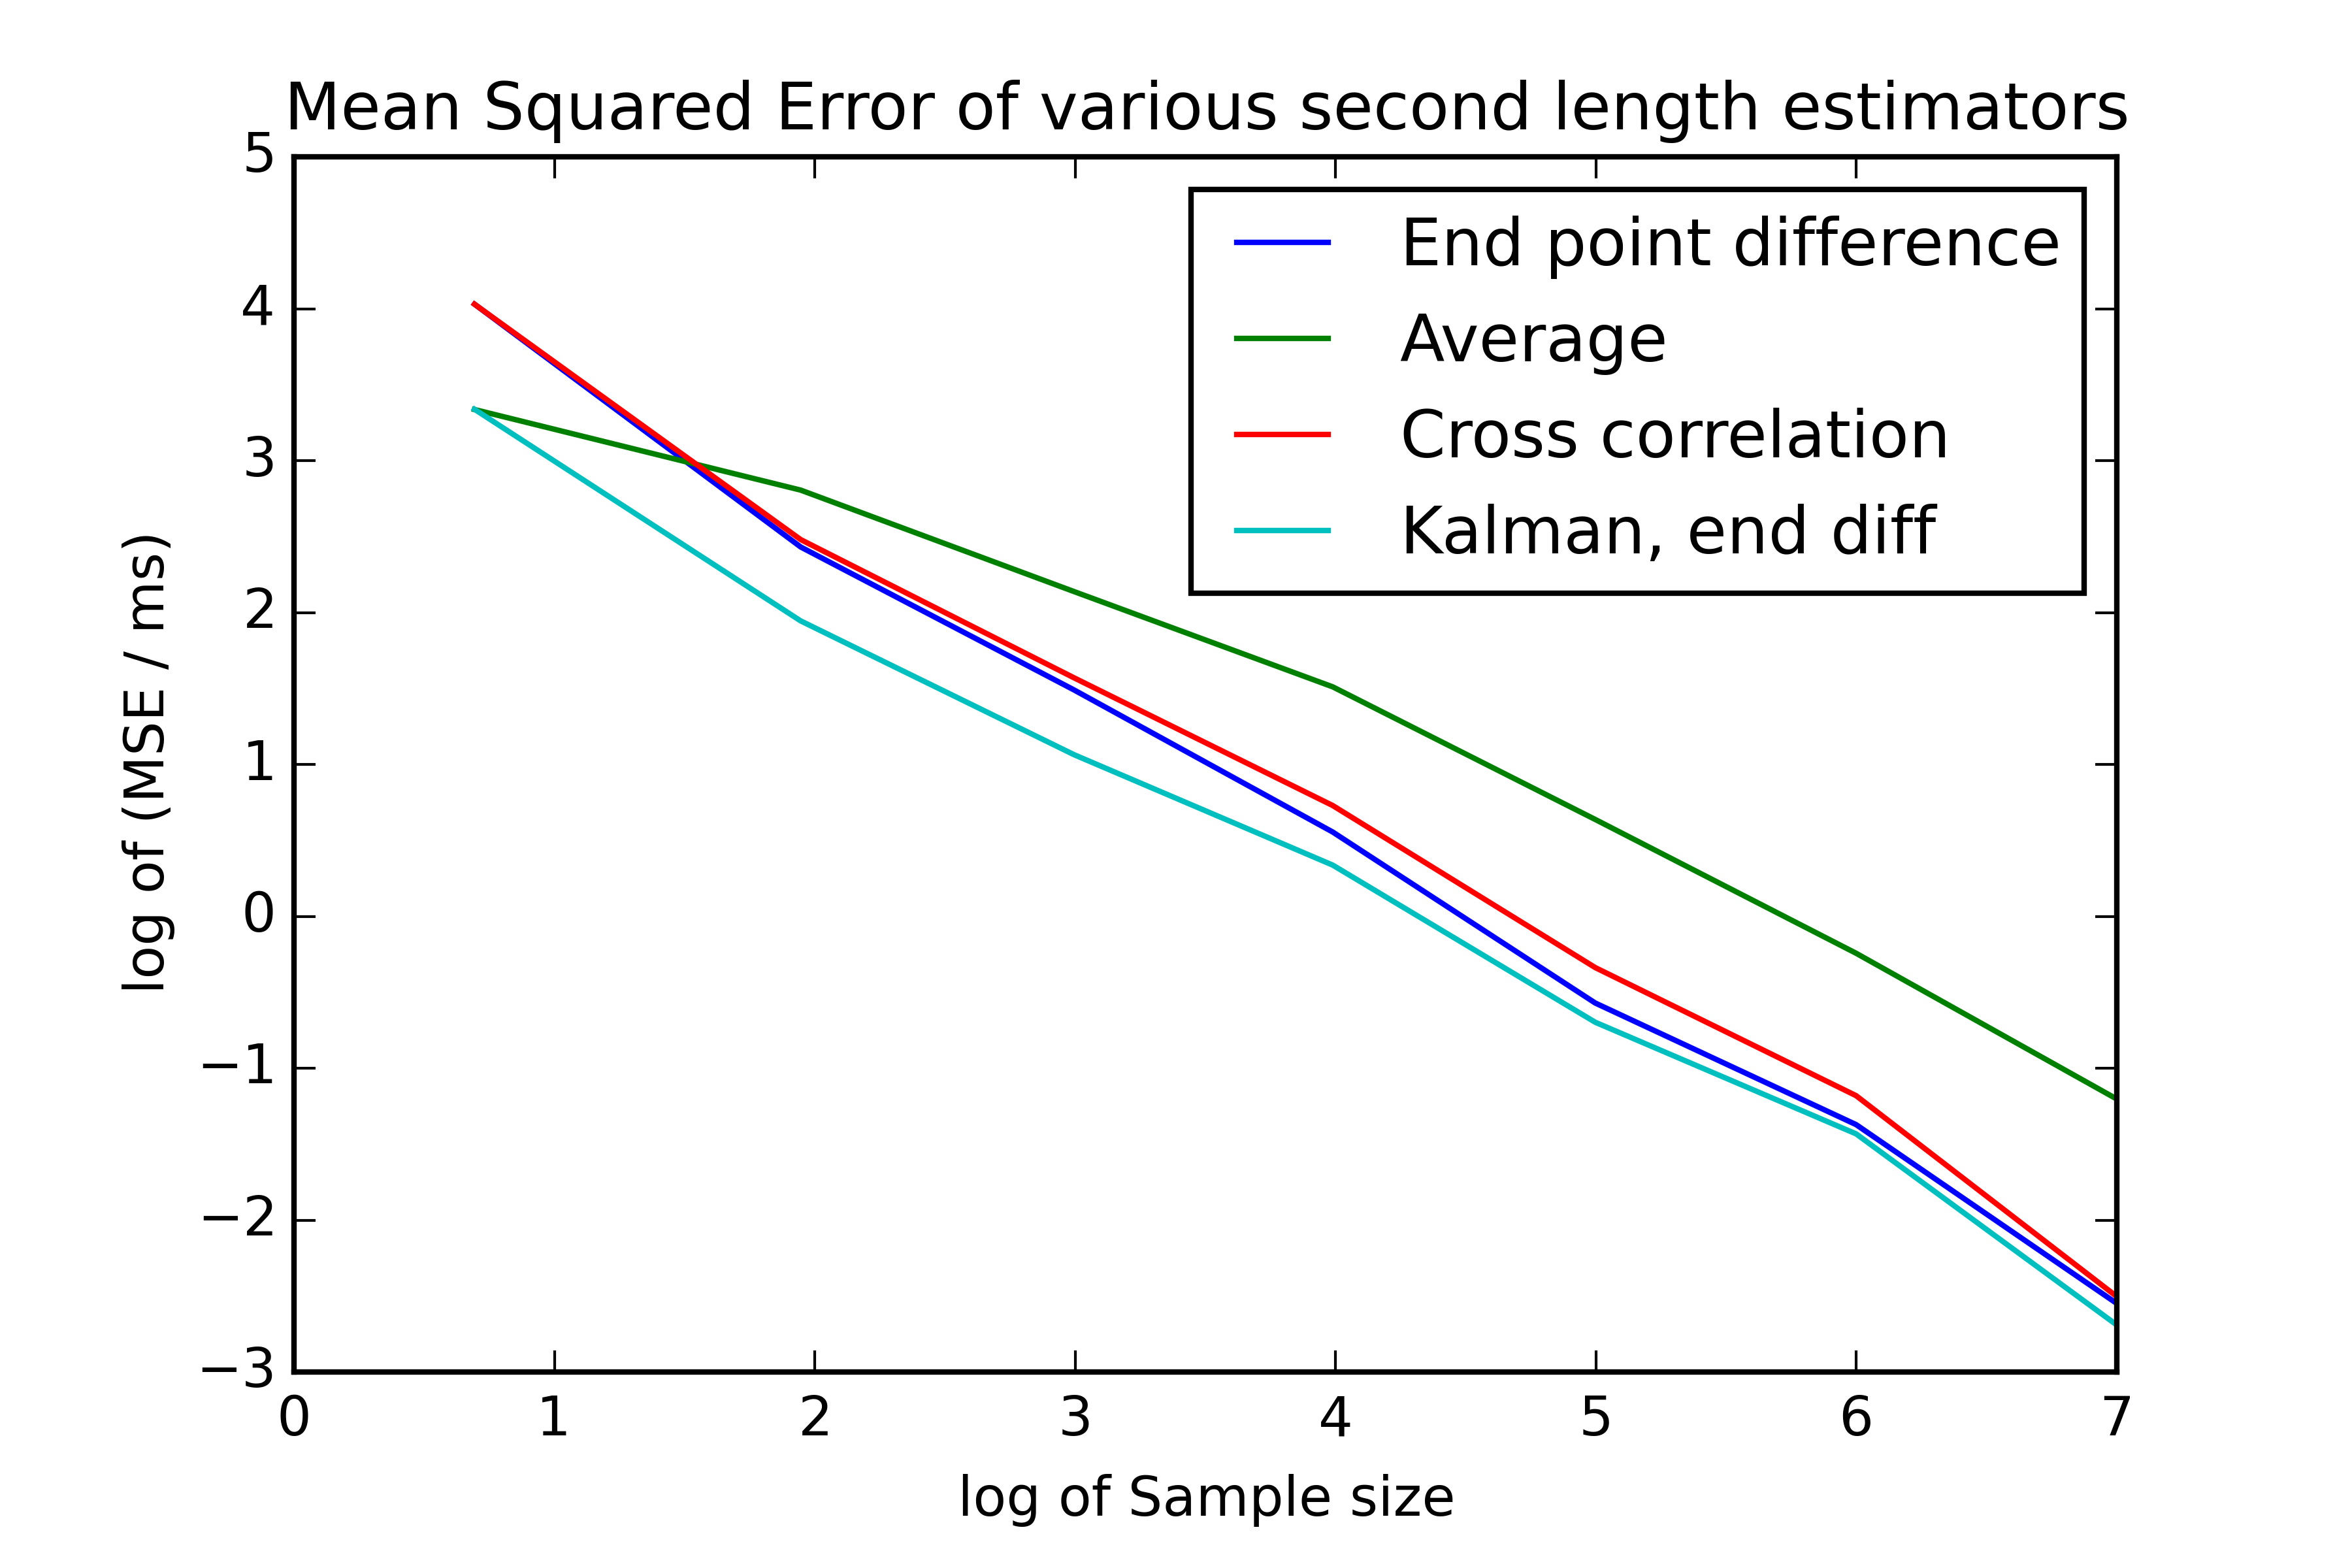 Mean Squared Error of various second length estimators
5
4
3
2
1
0
−1
−2
−3
log of (MSE / ms)
End point difference
Average
Cross correlation
Kalman, end diff
0 1 2 3 4 5 6 7
log of Sample size